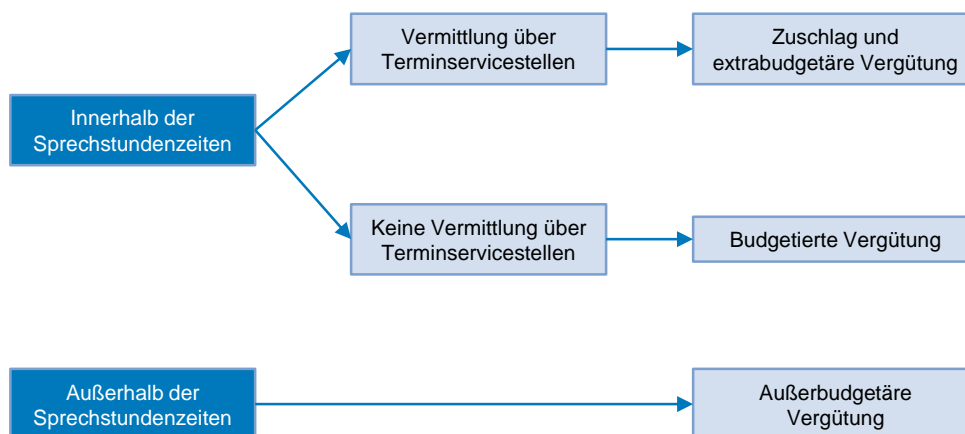 Vermittlung über
Terminservicestellen
Zuschlag und
extrabudgetäre Vergütung
Innerhalb der
Sprechstundenzeiten
Keine Vermittlung über
Terminservicestellen
Budgetierte Vergütung
Außerhalb der
Sprechstundenzeiten
Außerbudgetäre
Vergütung